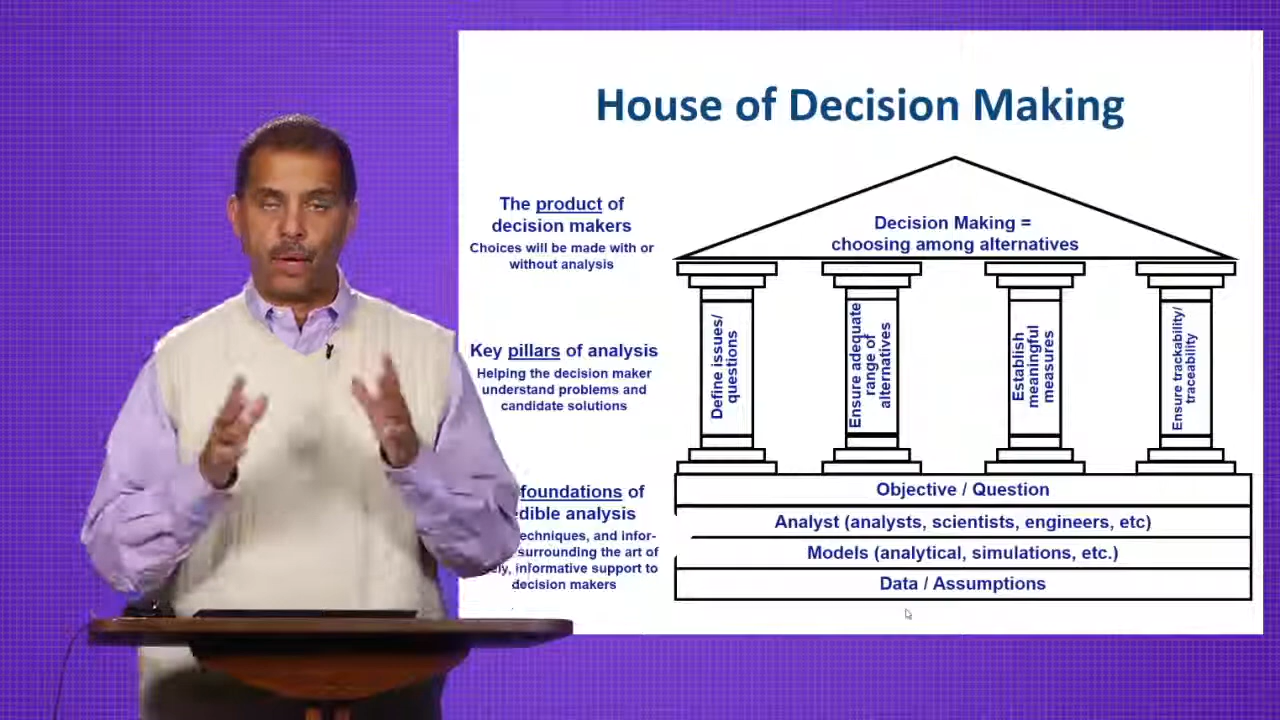 House of Decision Making
The product of
decision makers
Choices will be made with or
without analysis
Decision Making =
choosing among alternatives
Key pillars of analysis
Helping the decision maker
understand problems and
candidate solutions
Define issues/
questions
Ensure adequate
range of
alternatives
Establish
meaningful
measures
Ensure trackability/
traceability
foundations of
analysis
and infor-
surrounding the art of
informative support to
decision makers
Objective / Question
Analyst (analysts, scientists, engineers, etc)
Models (analytical, simulations, etc.)
Data / Assumptions